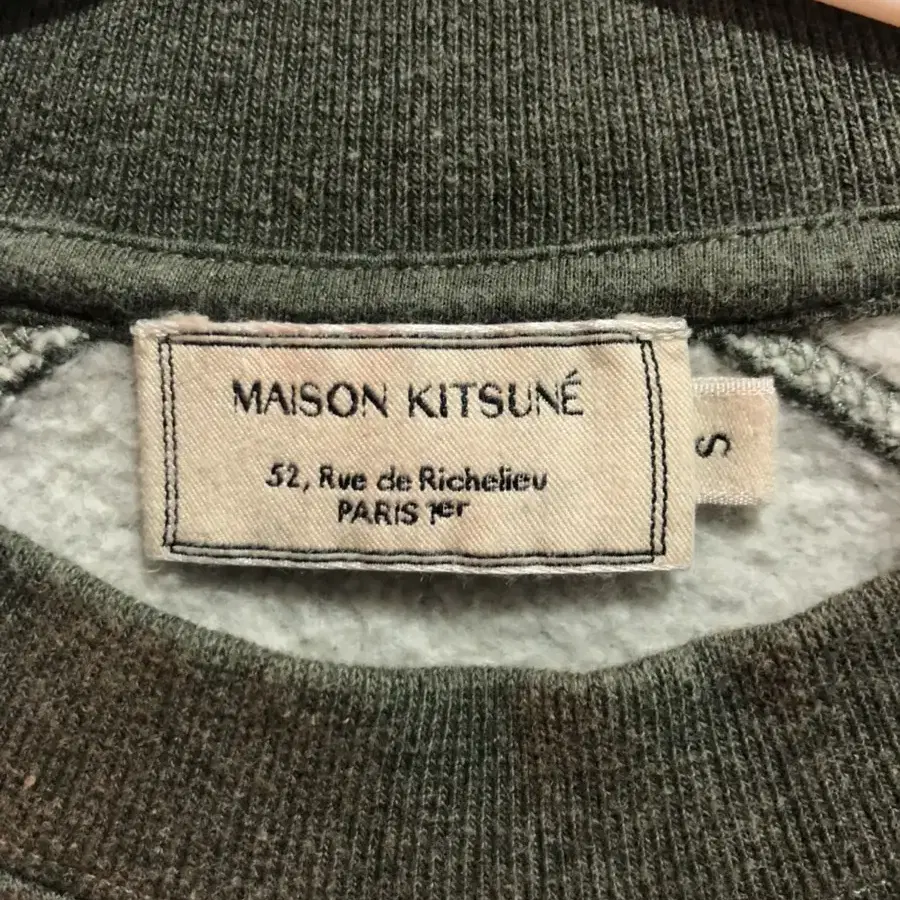 MAISON KITSUNÉ
52, Rue de Richelieu
PARIS 1er
S